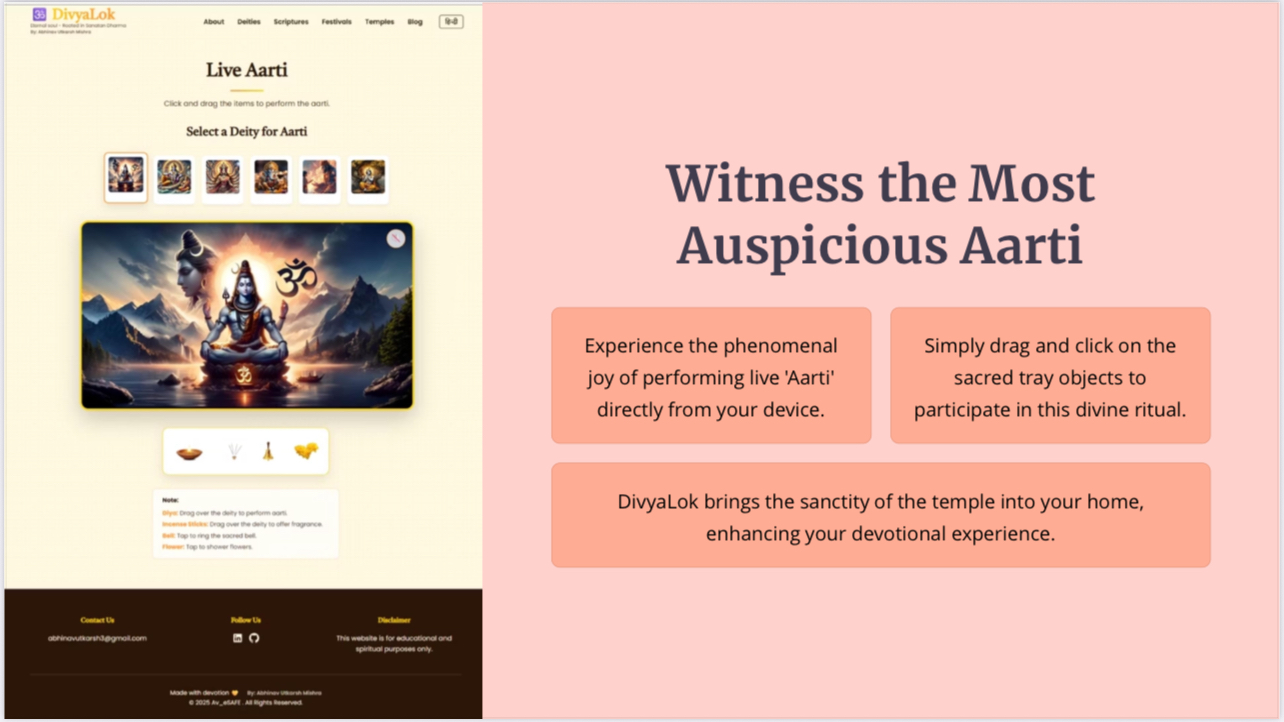 🕉 DivyaLok
Eternal soul - Rooted in Sanatan Dharma
By: Abhinav Utkarsh Mishra
About Deities Scriptures Festivals Temples Blog हिन्दी
Live Aarti
Click and drag the items to perform the aarti.
Select a Deity for Aarti
ॐ
ॐ
Note:
Diya: Drag over the deity to perform aarti.
Incense Sticks: Drag over the deity to offer fragrance.
Bell: Tap to ring the sacred bell.
Flower: Tap to shower flowers.
Contact Us
abhinavutkarsh3@gmail.com
Follow Us
Disclaimer
This website is for educational and
spiritual purposes only.
Made with devotion 🧡 By: Abhinav Utkarsh Mishra
© 2025 Av_eSAFE . All Rights Reserved.
Witness the Most
Auspicious Aarti
Experience the phenomenal
joy of performing live 'Aarti'
directly from your device.
Simply drag and click on the
sacred tray objects to
participate in this divine ritual.
DivyaLok brings the sanctity of the temple into your home,
enhancing your devotional experience.